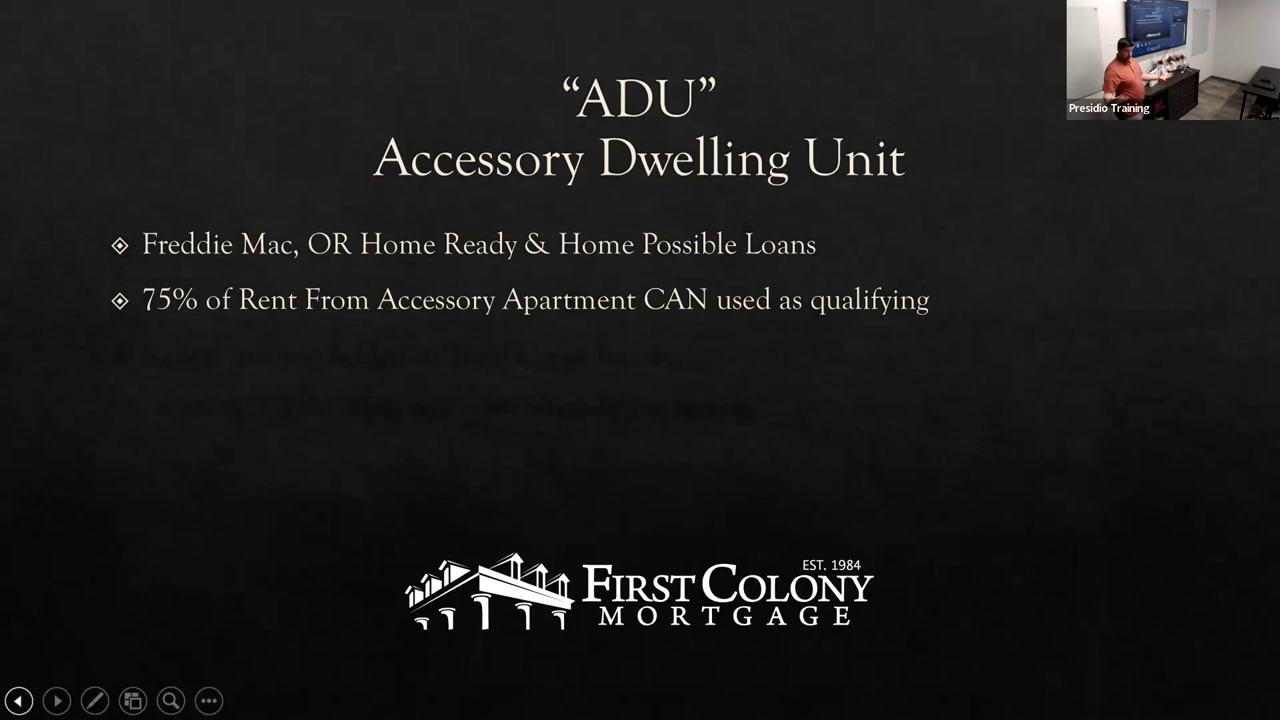 “ADU”
Accessory Dwelling Unit
Presidio Training
Freddie Mac, OR Home Ready & Home Possible Loans
75% of Rent From Accessory Apartment CAN used as qualifying
EST. 1984
FIRST COLONY
MORTGAGE